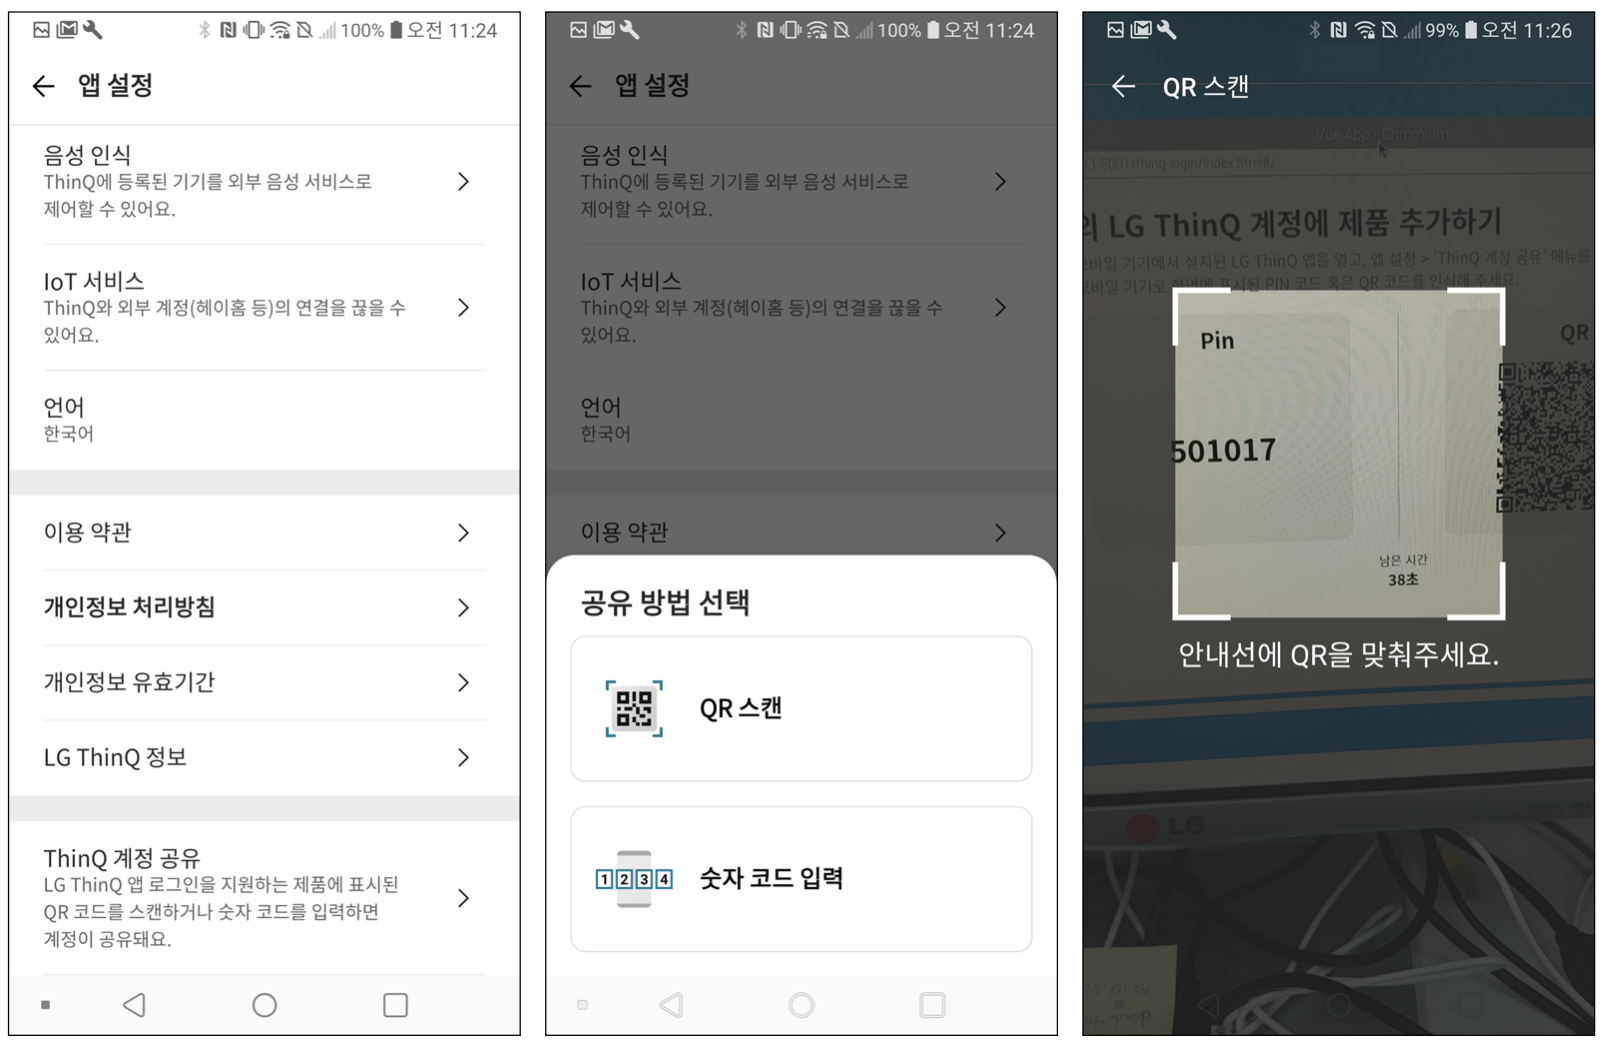 100% 오전 11:24
앱 설정
음성 인식
ThinQ에 등록된 기기를 외부 음성 서비스로
제어할 수 있어요.
IoT 서비스
ThinQ와 외부 계정(헤이홈 등)의 연결을 끊을 수
있어요.
언어
한국어
이용 약관
개인정보 처리방침
개인정보 유효기간
LG ThinQ 정보
ThinQ 계정 공유
LG ThinQ 앱 로그인을 지원하는 제품에 표시된
QR 코드를 스캔하거나 숫자 코드를 입력하면
계정이 공유돼요.
100% 오전 11:24
앱 설정
음성 인식
ThinQ에 등록된 기기를 외부 음성 서비스로
제어할 수 있어요.
IoT 서비스
ThinQ와 외부 계정(헤이홈 등)의 연결을 끊을 수
있어요.
언어
한국어
이용 약관
공유 방법 선택
QR 스캔
1 2 3 4 숫자 코드 입력
99% 오전 11:26
QR 스캔
Vue App - Chromium
:5001/thinq-login/index.html#/
LG ThinQ 계정에 제품 추가하기
모바일 기기에서 설치된 LG ThinQ 앱을 열고, 앱 설정 > 'ThinQ 계정 공유' 메뉴를
모바일 기기로 화면에 표시된 PIN 코드 혹은 QR 코드를 인식해 주세요.
Pin
QR
501017
남은 시간
38초
안내선에 QR을 맞춰주세요.
LG